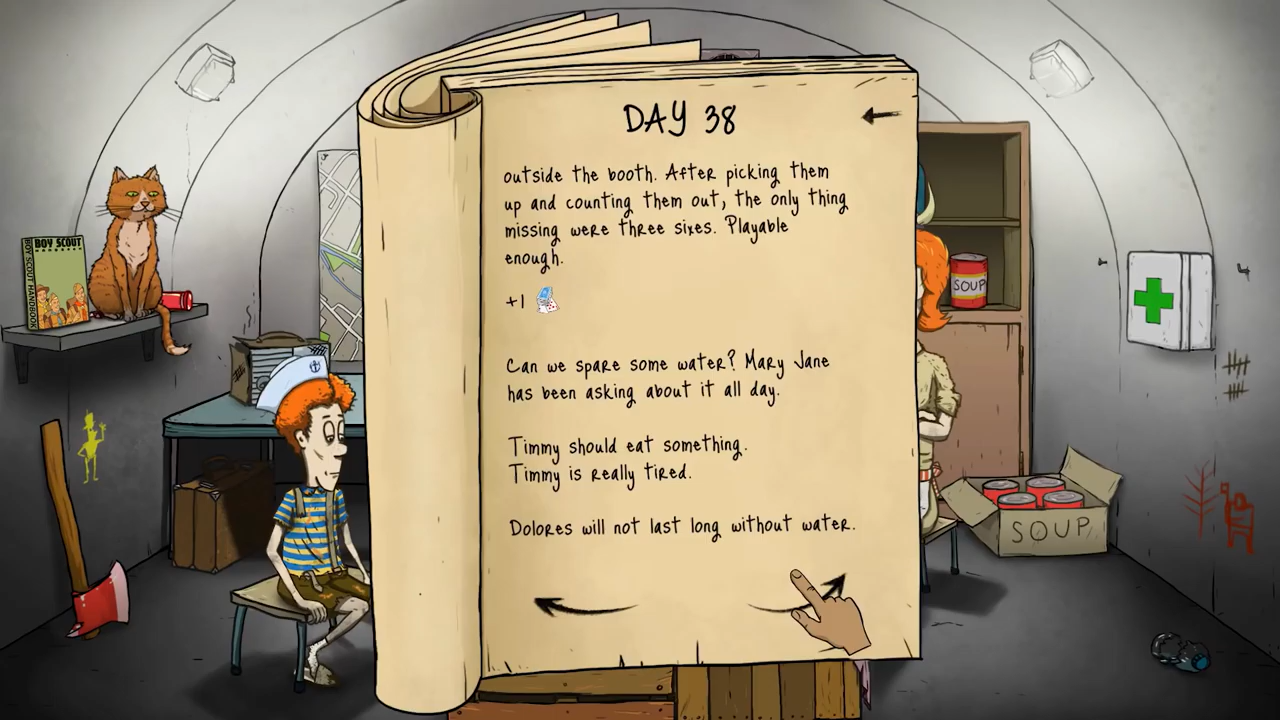 DAY 38
outside the booth. After picking them
up and counting them out, the only thing
missing were three sixes. Playable
enough.
+1
Can we spare some water? Mary Jane
has been asking about it all day.
Timmy should eat something.
Timmy is really tired.
Dolores will not last long without water.
BOY SCOUT
BOY SCOUT HANDBOOK
SOUP
SOUP